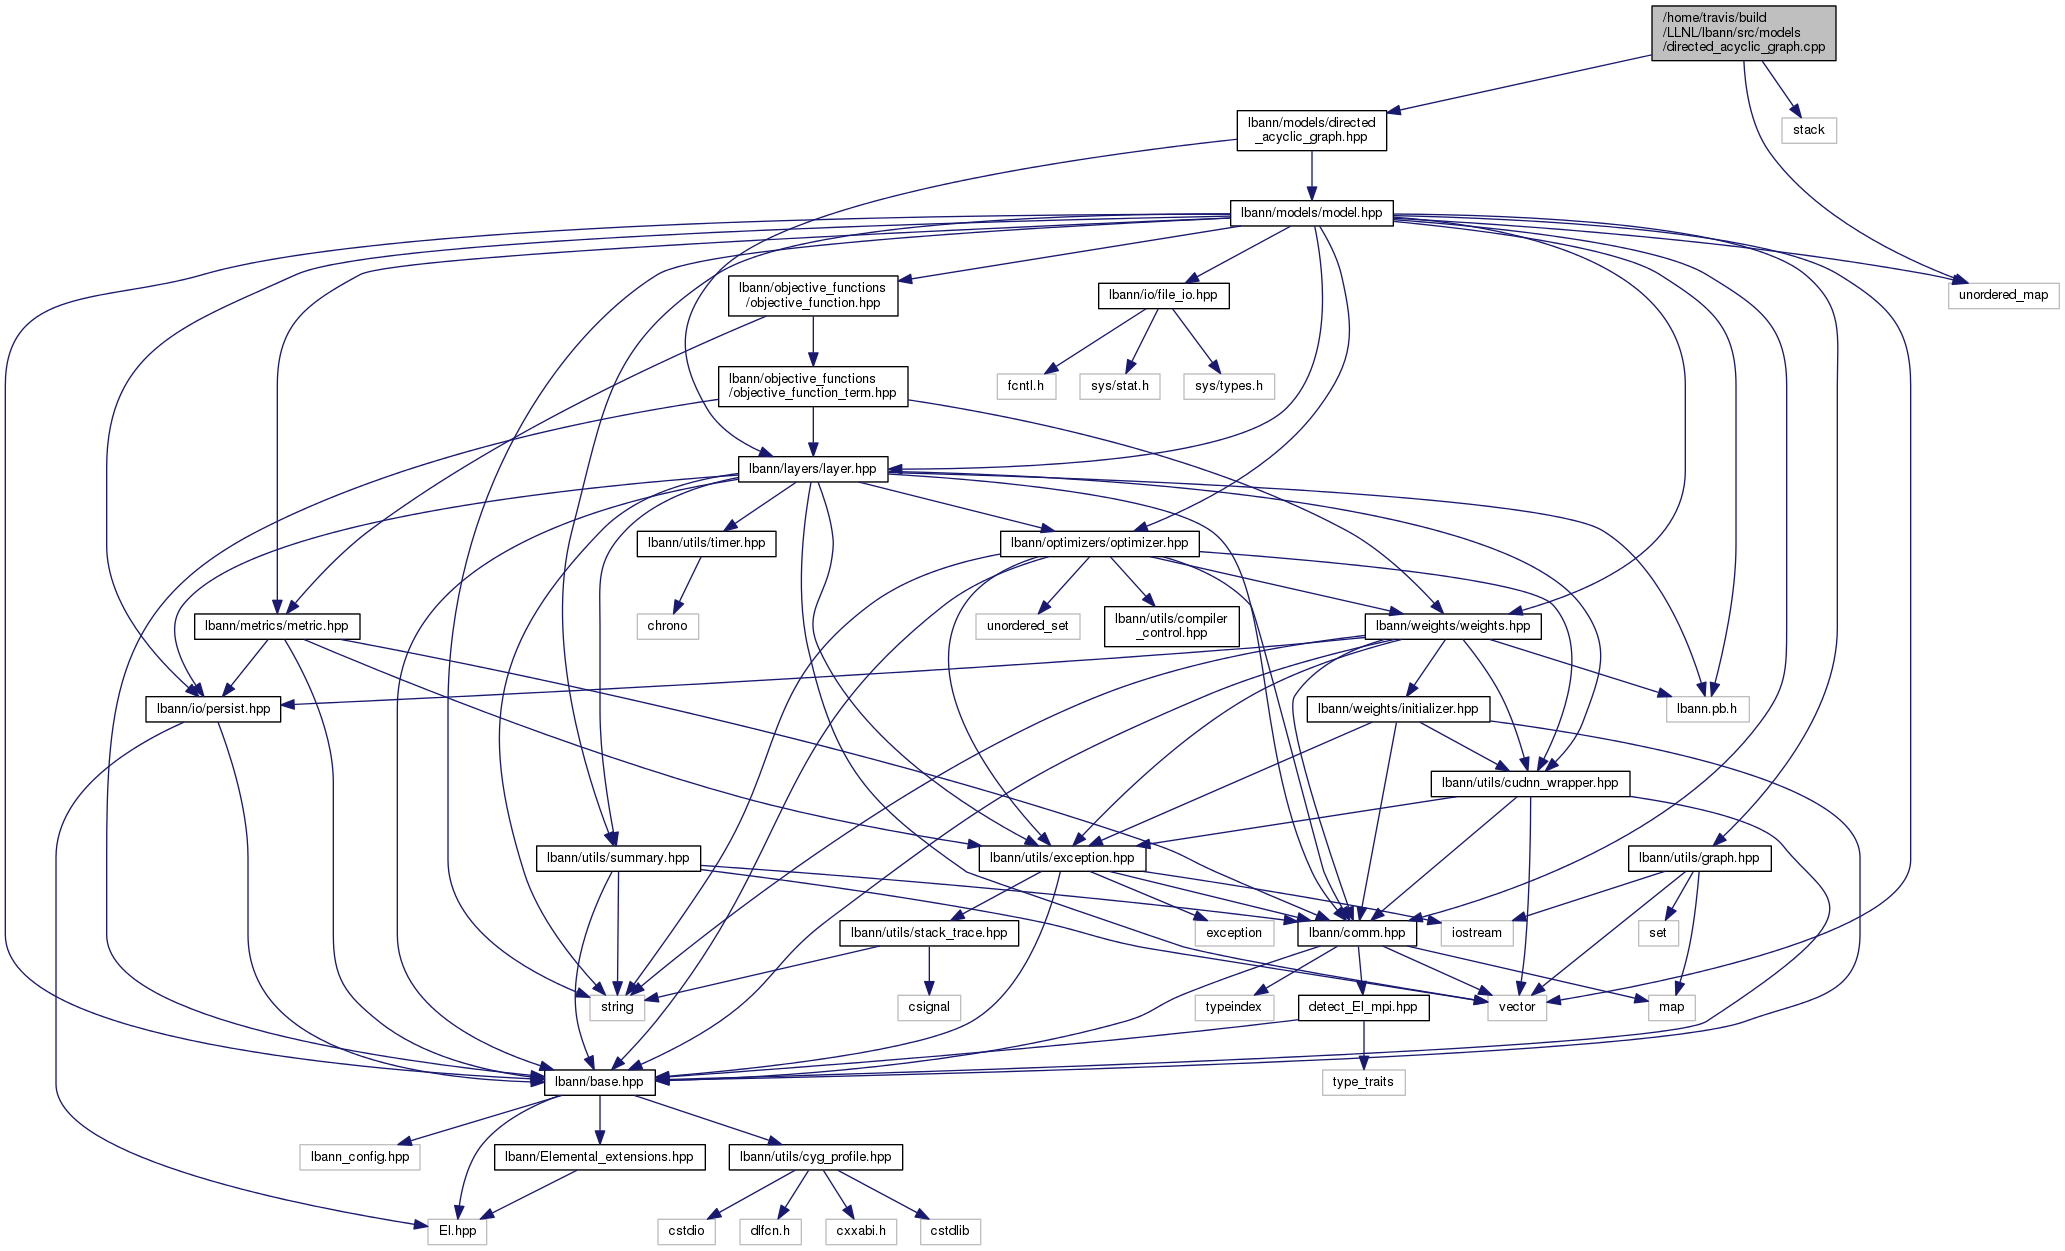 /home/travis/build
/LLNL/lbann/src/models
/directed_acyclic_graph.cpp
lbann/models/directed
_acyclic_graph.hpp
stack
lbann/models/model.hpp
lbann/objective_functions
/objective_function.hpp
lbann/io/file_io.hpp
unordered_map
lbann/objective_functions
/objective_function_term.hpp
fcntl.h
sys/stat.h
sys/types.h
lbann/layers/layer.hpp
lbann/utils/timer.hpp
lbann/optimizers/optimizer.hpp
lbann/metrics/metric.hpp
chrono
unordered_set
lbann/utils/compiler
_control.hpp
lbann/weights/weights.hpp
lbann/io/persist.hpp
lbann/weights/initializer.hpp
lbann.pb.h
lbann/utils/cudnn_wrapper.hpp
lbann/utils/summary.hpp
lbann/utils/exception.hpp
lbann/utils/graph.hpp
lbann/utils/stack_trace.hpp
exception
lbann/comm.hpp
iostream
set
string
csignal
typeindex
detect_El_mpi.hpp
vector
map
lbann/base.hpp
type_traits
lbann_config.hpp
lbann/Elemental_extensions.hpp
lbann/utils/cyg_profile.hpp
El.hpp
cstdio
dlfcn.h
cxxabi.h
cstdlib